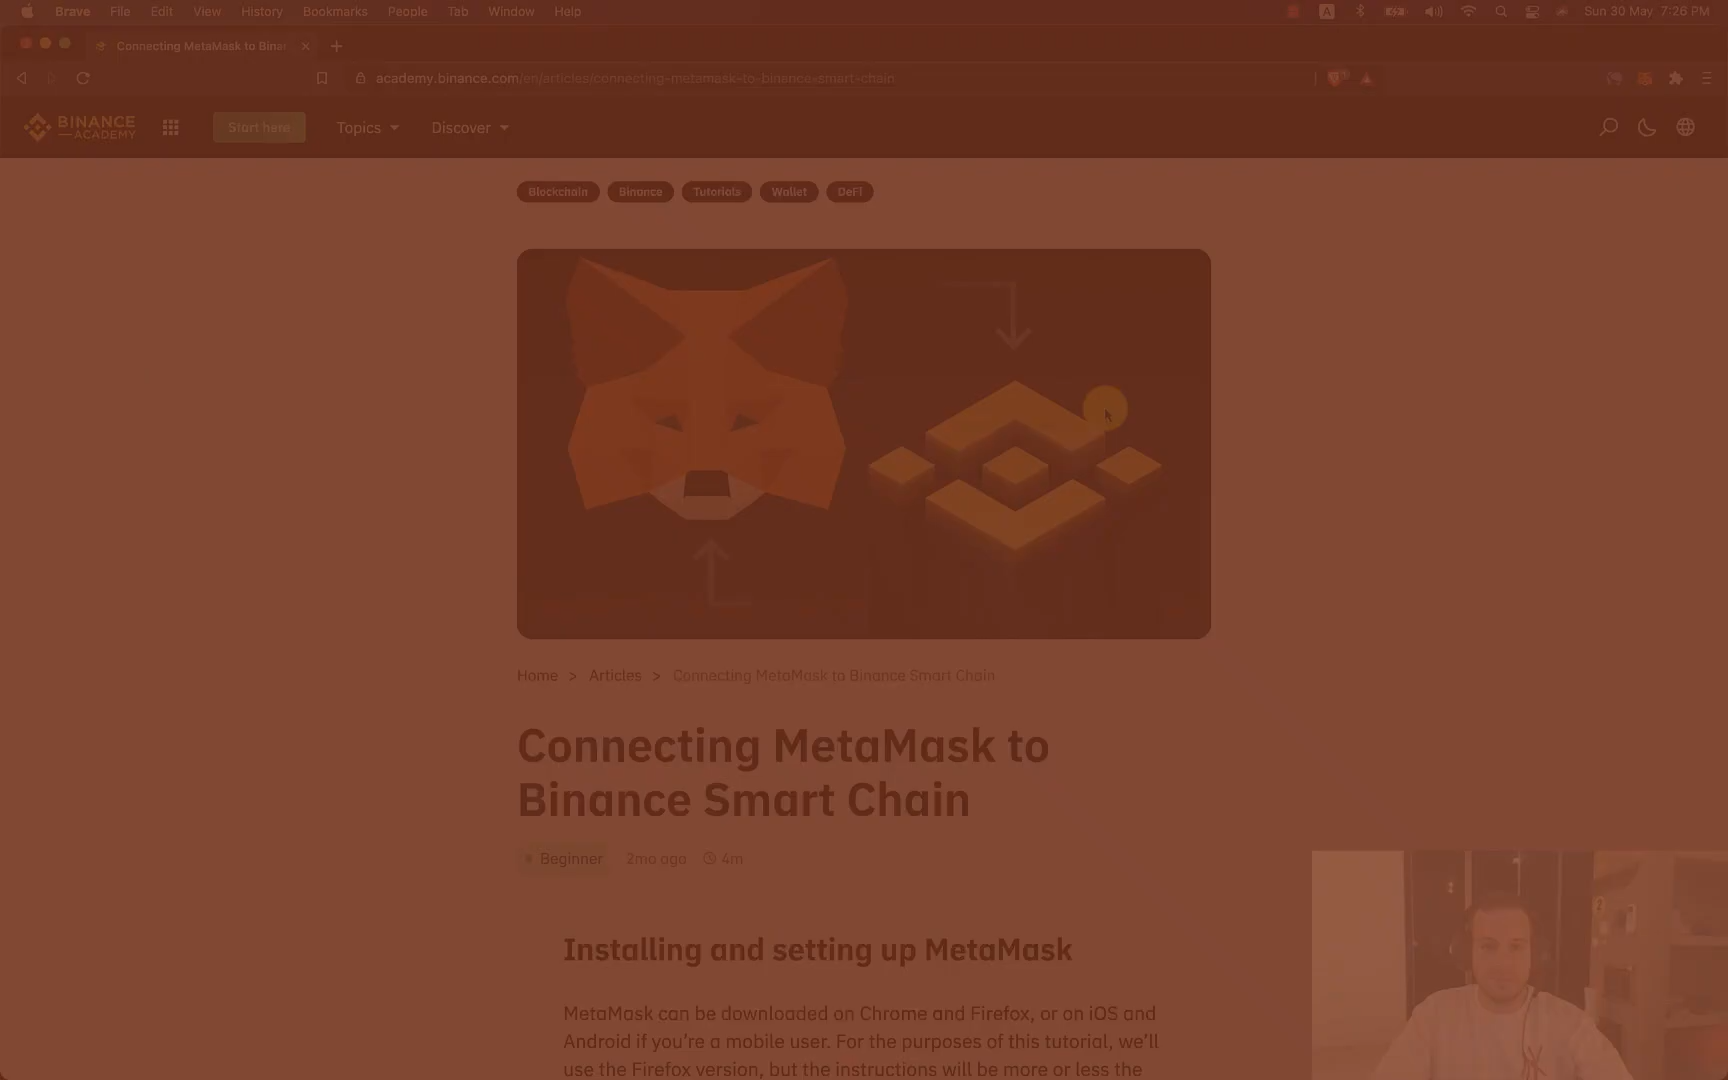 Brave File Edit View History Bookmarks People Tab Window Help A Sun 30 May 7:26 PM
Connecting MetaMask to Binar
academy.binance.com/en/articles/connecting-metamask-to-binance-smart-chain
BINANCE ACADEMY Start here Topics Discover
Blockchain Binance Tutorials Wallet DeFi
Home > Articles > Connecting MetaMask to Binance Smart Chain
Connecting MetaMask to
Binance Smart Chain
Beginner 2mo ago 4m
Installing and setting up MetaMask
MetaMask can be downloaded on Chrome and Firefox, or on iOS and
Android if you're a mobile user. For the purposes of this tutorial, we'll
use the Firefox version, but the instructions will be more or less the